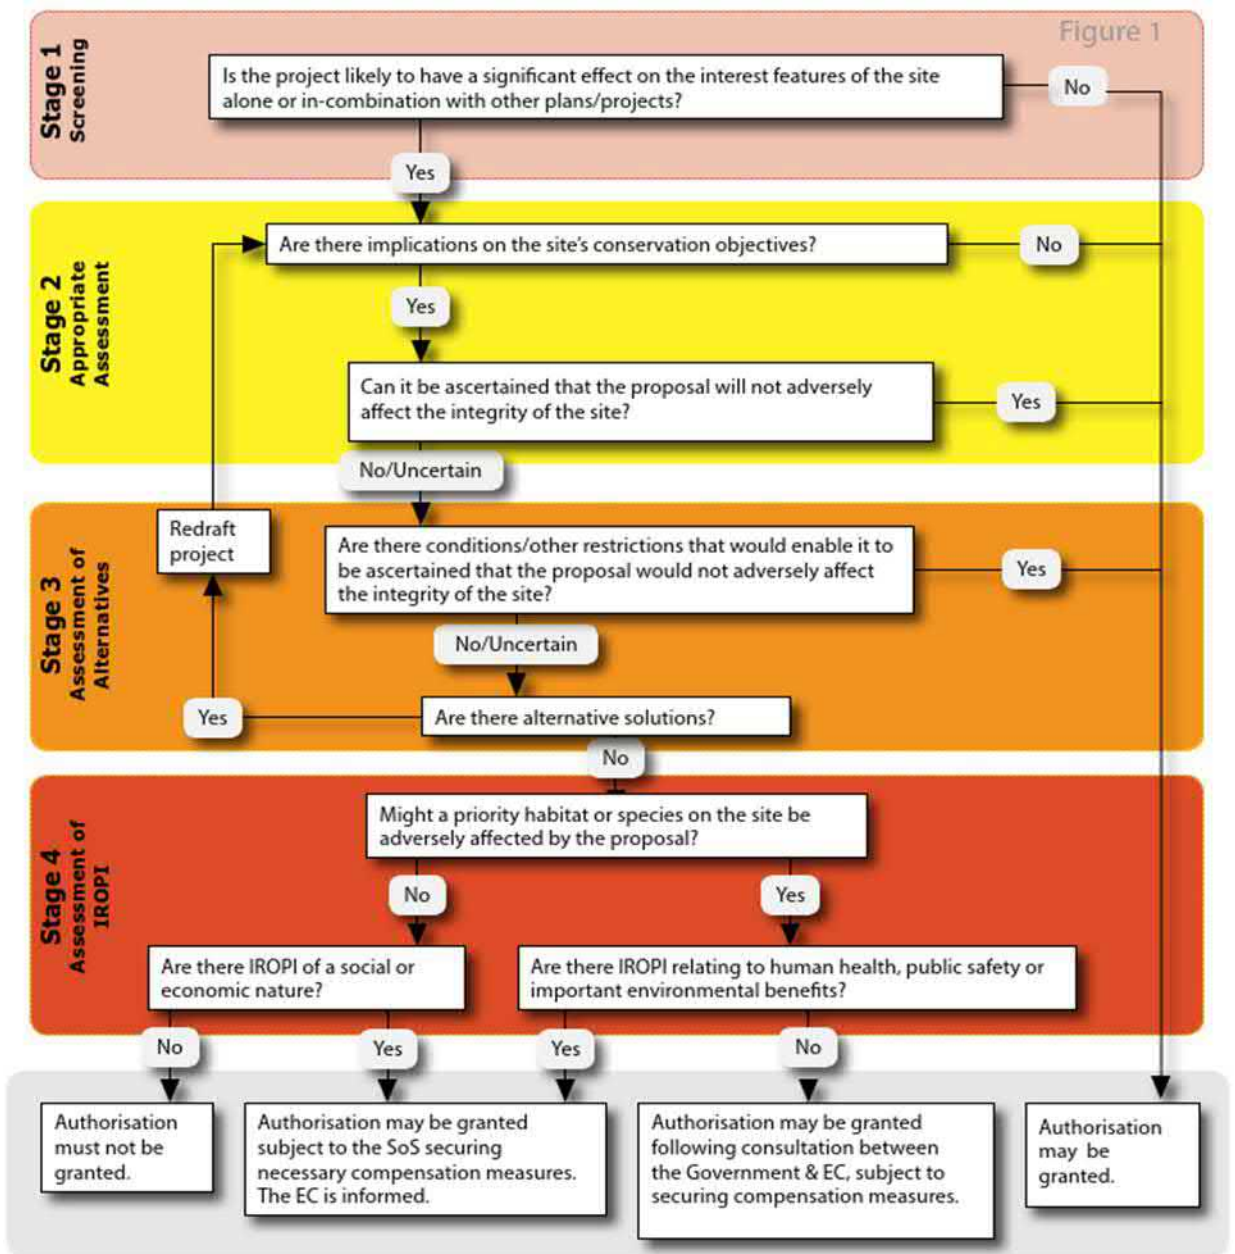 Figure 1
Stage 1
Screening
Is the project likely to have a significant effect on the interest features of the site
alone or in-combination with other plans/projects?
No
Yes
Stage 2
Appropriate
Assessment
Are there implications on the site's conservation objectives?
No
Yes
Can it be ascertained that the proposal will not adversely
affect the integrity of the site?
Yes
No/Uncertain
Stage 3
Assessment of
Alternatives
Redraft
project
Are there conditions/other restrictions that would enable it to
be ascertained that the proposal would not adversely affect
the integrity of the site?
Yes
No/Uncertain
Are there alternative solutions?
Yes
No
Stage 4
Assessment of
IROPI
Might a priority habitat or species on the site be
adversely affected by the proposal?
No
Yes
Are there IROPI of a social or
economic nature?
Are there IROPI relating to human health, public safety or
important environmental benefits?
No
Yes
Yes
No
Authorisation
must not be
granted.
Authorisation may be granted
subject to the SoS securing
necessary compensation measures.
The EC is informed.
Authorisation may be granted
following consultation between
the Government & EC, subject to
securing compensation measures.
Authorisation
may be
granted.